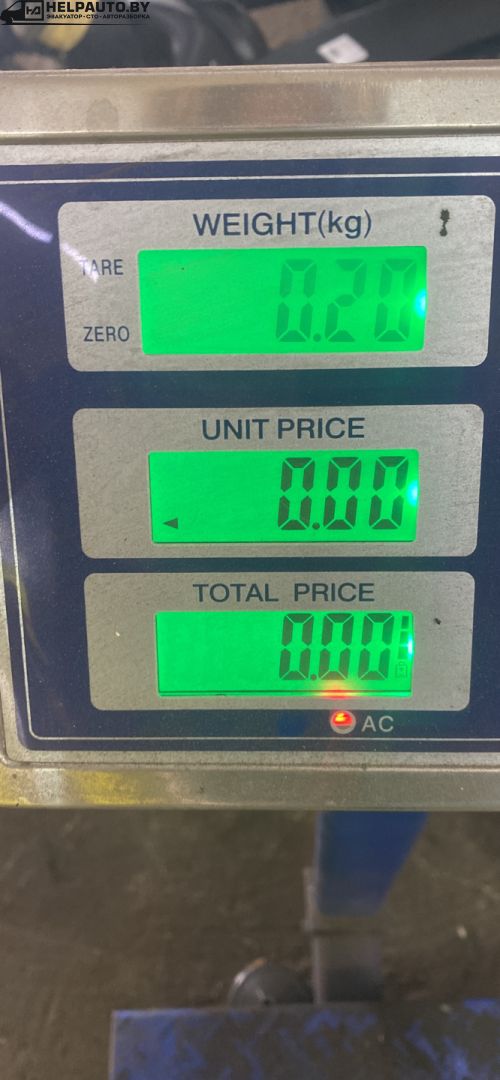 HELPAUTO.BY
ЭВАКУАТОР·СТО·АВТОРАЗБОРКА
WEIGHT(kg)
TARE
0.20
ZERO
UNIT PRICE
0.00
TOTAL PRICE
0.00
AC